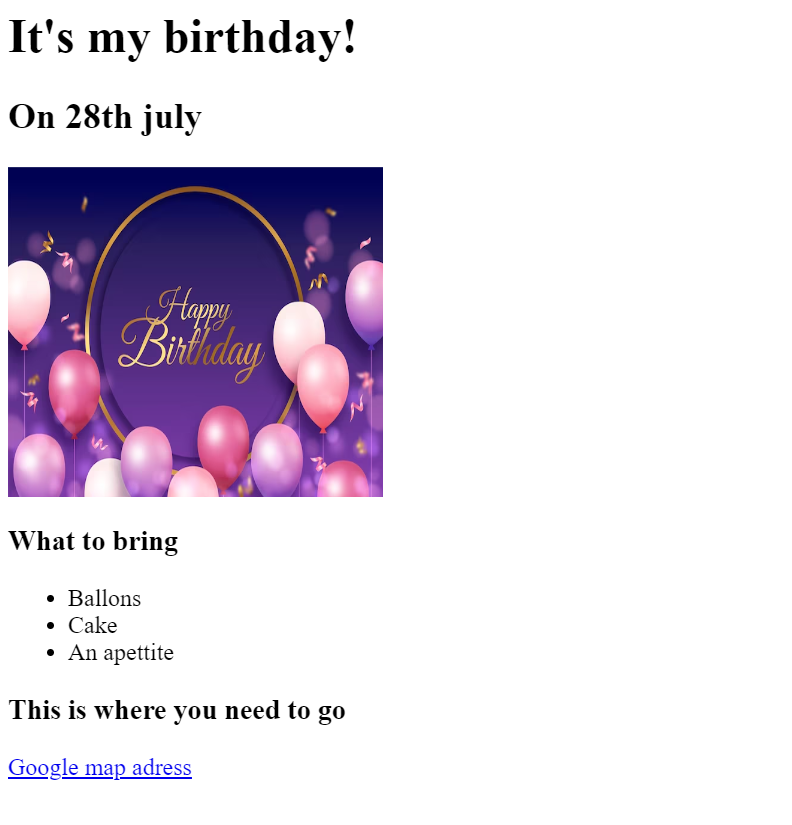 It's my birthday!
On 28th july
Happy
Birthday
What to bring
Ballons
Cake
An apettite
This is where you need to go
Google map adress